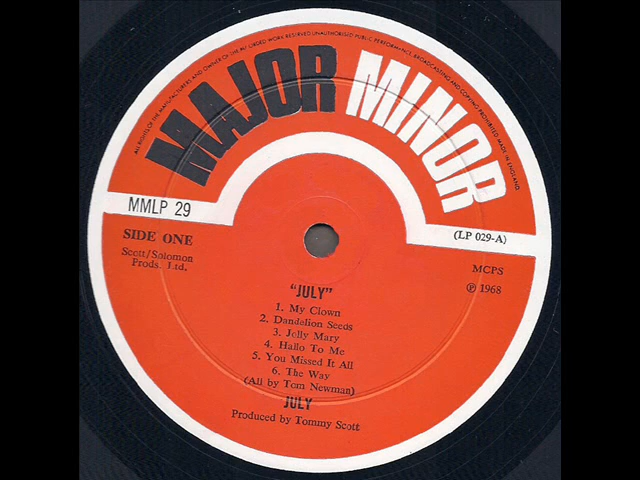 ALL RIGHTS OF THE MANUFACTURERS AND OWNER OF THE RECORDED WORK RESERVED UNAUTHORISED PUBLIC PERFORMANCE, BROADCASTING AND COPYING PROHIBITED MADE IN ENGLAND
MAJOR MINOR
MMLP 29
SIDE ONE
(LP 029-A)
Scott/Solomon
Prods. Ltd.
MCPS
℗ 1968
"JULY"
1. My Clown
2. Dandelion Seeds
3. Jolly Mary
4. Hallo To Me
5. You Missed It All
6. The Way
(All by Tom Newman)
JULY
Produced by Tommy Scott